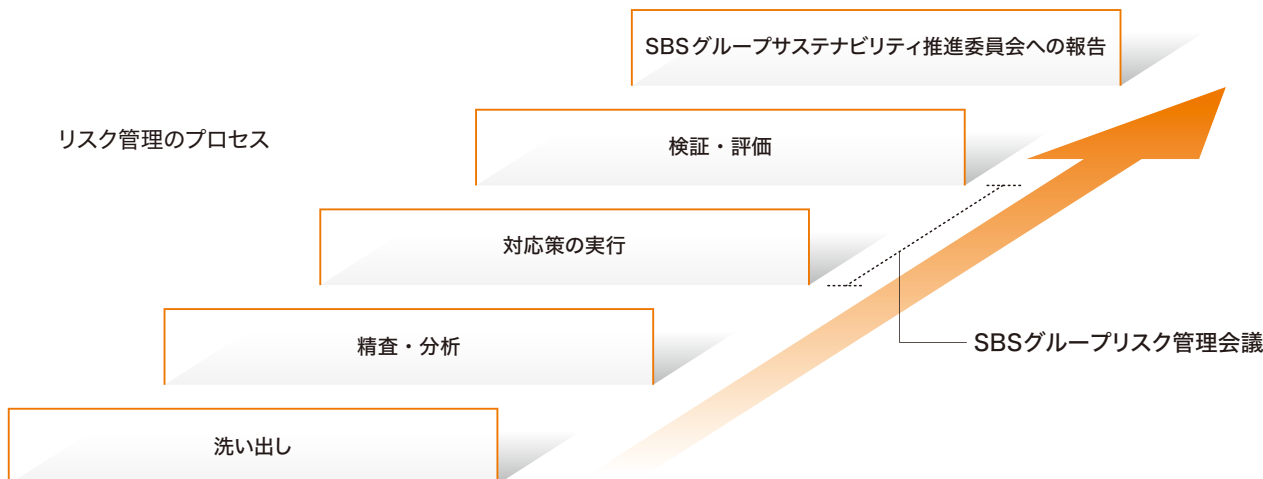 SBSグループサステナビリティ推進委員会への報告
リスク管理のプロセス
検証・評価
対応策の実行
SBSグループリスク管理会議
精査・分析
洗い出し